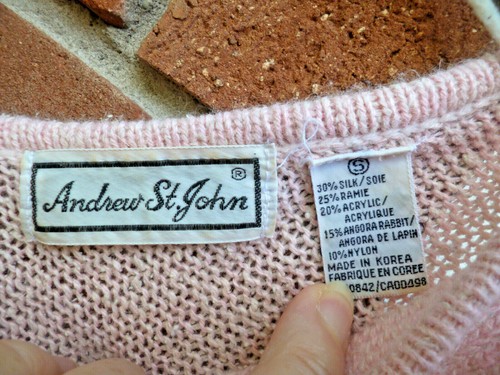 Andrew St. John ®
S
30% SILK/SOIE
25% RAMIE
20% ACRYLIC/
ACRYLIQUE
15% ANGORA RABBIT/
ANGORA DE LAPIN
10% NYLON
MADE IN KOREA
FABRIQUE EN COREE
0842/CA00498